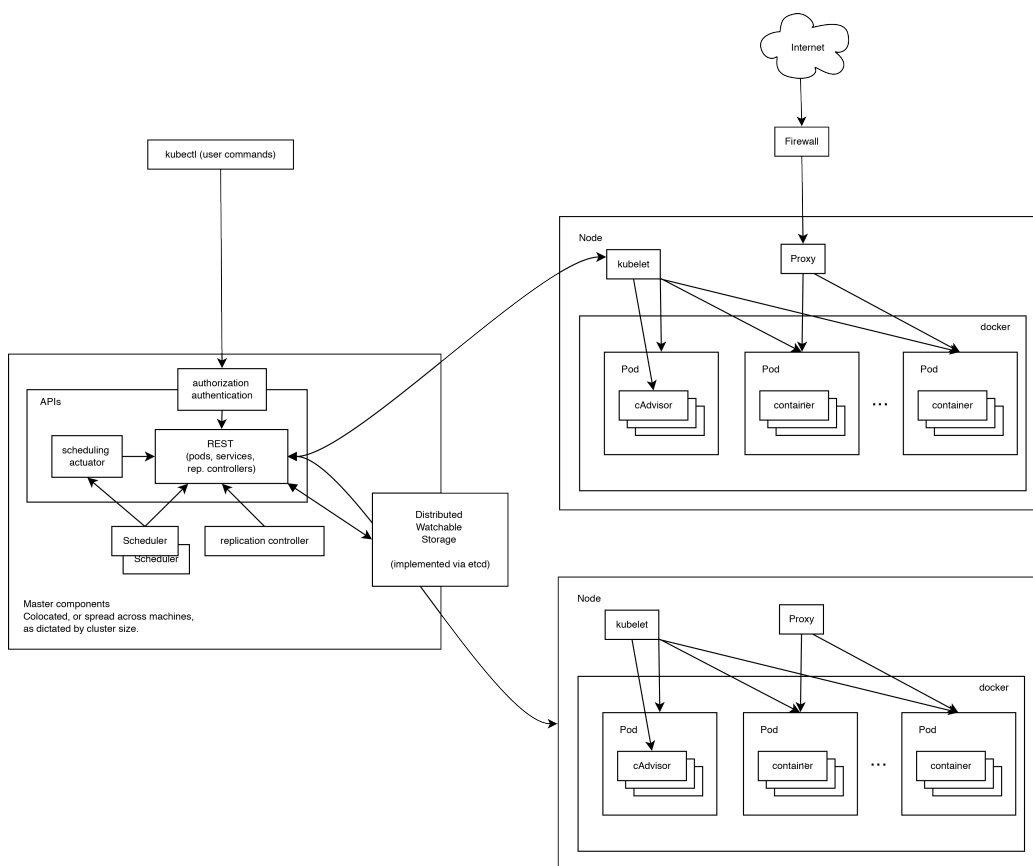 Internet
Firewall
kubectl (user commands)
Node
kubelet
Proxy
docker
Pod
Pod
Pod
cAdvisor
container
...
container
authorization
authentication
APIs
scheduling
actuator
REST
(pods, services,
rep. controllers)
Scheduler
Scheduler
replication controller
Distributed
Watchable
Storage
(implemented via etcd)
Master components
Colocated, or spread across machines,
as dictated by cluster size.
Node
kubelet
Proxy
docker
Pod
Pod
Pod
cAdvisor
container
...
container